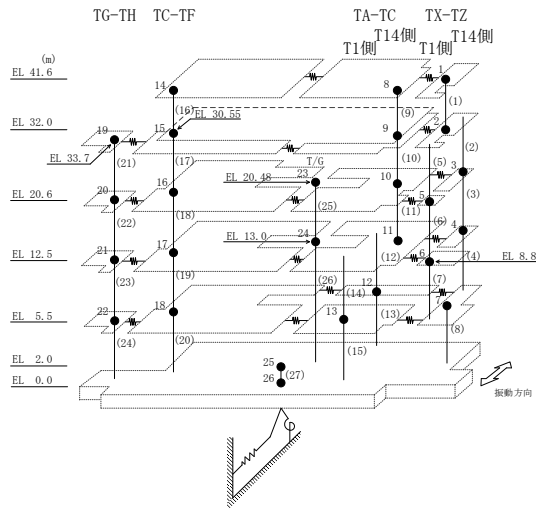 TG-TH TC-TF TA-TC TX-TZ
T1側 T14側 T1側 T14側
(m)
EL 41.6
14 8 1
(16) (9) (1)
EL 30.55
EL 32.0
19 15 9 2
(2)
EL 33.7
(21) (17) (10)
T/G
23
(5) 3
EL 20.48
10
EL 20.6
20 16 5 (3)
(22) (18) (25) (11)
24
EL 13.0
11 (6) 4
EL 12.5
21 17 6 (4)
EL 8.8
(23) (19) (12)
(26) (14) 12 (7)
EL 5.5
22 18 13 (13) 7
(24) (20) (15) (8)
EL 2.0
25
EL 0.0
26 (27)
振動方向